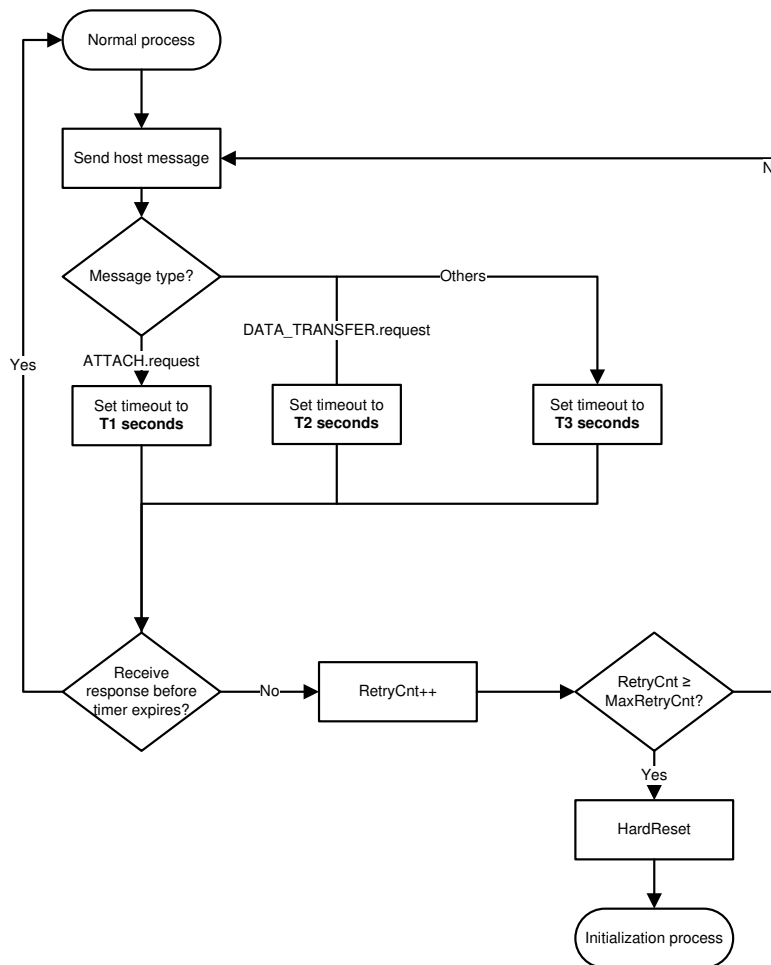 Normal process
Send host message
N
Message type?
Others
DATA_TRANSFER.request
ATTACH.request
Yes
Set timeout to
T1 seconds
Set timeout to
T2 seconds
Set timeout to
T3 seconds
Receive
response before
timer expires?
No
RetryCnt++
RetryCnt ≥
MaxRetryCnt?
Yes
HardReset
Initialization process